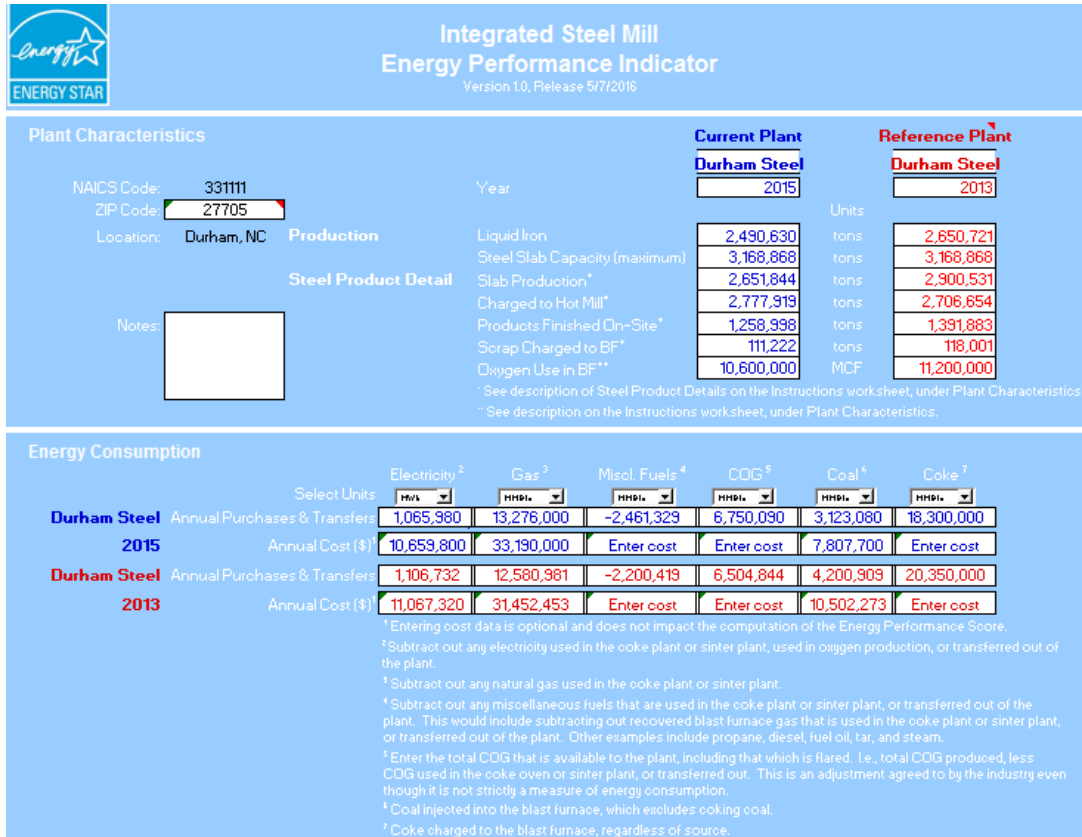 energy
ENERGY STAR
Integrated Steel Mill
Energy Performance Indicator
Version 1.0, Release 5/7/2016
Plant Characteristics
Current Plant Reference Plant
Durham Steel Durham Steel
NAICS Code: 331111 Year 2015 2013
ZIP Code: 27705 Units
Location: Durham, NC Production Liquid Iron 2,490,630 tons 2,650,721
Steel Slab Capacity (maximum) 3,168,868 tons 3,168,868
Steel Product Detail Slab Production* 2,651,844 tons 2,900,531
Charged to Hot Mill* 2,777,919 tons 2,706,654
Notes: Products Finished On-Site* 1,258,998 tons 1,391,883
Scrap Charged to BF* 111,222 tons 118,001
Oxygen Use in BF** 10,600,000 MCF 11,200,000
* See description of Steel Product Details on the Instructions worksheet, under Plant Characteristics
** See description on the Instructions worksheet, under Plant Characteristics.
Energy Consumption
Electricity ² Gas ³ Miscl. Fuels ⁴ COG ⁵ Coal ⁶ Coke ⁷
Select Units
Durham Steel Annual Purchases & Transfers 1,065,980 13,276,000 -2,461,329 6,750,090 3,123,080 18,300,000
2015 Annual Cost ($)¹ 10,659,800 33,190,000 Enter cost Enter cost 7,807,700 Enter cost
Durham Steel Annual Purchases & Transfers 1,106,732 12,580,981 -2,200,419 6,504,844 4,200,909 20,350,000
2013 Annual Cost ($)¹ 11,067,320 31,452,453 Enter cost Enter cost 10,502,273 Enter cost
¹ Entering cost data is optional and does not impact the computation of the Energy Performance Score.
² Subtract out any electricity used in the coke plant or sinter plant, used in oxygen production, or transferred out of
the plant.
³ Subtract out any natural gas used in the coke plant or sinter plant.
⁴ Subtract out any miscellaneous fuels that are used in the coke plant or sinter plant, or transferred out of the
plant. This would include subtracting out recovered blast furnace gas that is used in the coke plant or sinter plant,
or transferred out of the plant. Other examples include propane, diesel, fuel oil, tar, and steam.
⁵ Enter the total COG that is available to the plant, including that which is flared. I.e., total COG produced, less
COG used in the coke oven or sinter plant, or transferred out. This is an adjustment agreed to by the industry even
though it is not strictly a measure of energy consumption.
⁶ Coal injected into the blast furnace, which excludes coking coal.
⁷ Coke charged to the blast furnace, regardless of source.